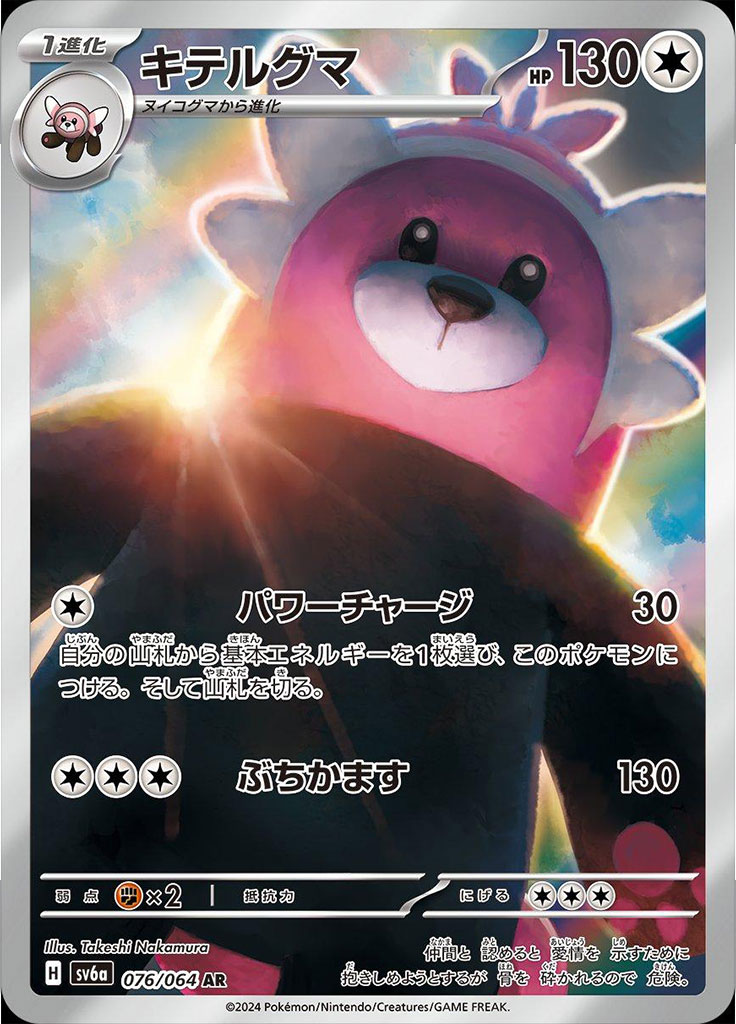 1進化
キテルグマ
HP 130
ヌイコグマから進化
パワーチャージ 30
自分の山札から基本エネルギーを1枚選び、このポケモンに
つける。そして山札を切る。
ぶちかます 130
弱点 ×2 抵抗力 にげる
Illus. Takeshi Nakamura
仲間と 認めると 愛情を 示すために
抱きしめようとするが 骨を 砕かれるので 危険。
H sv6a 076/064 AR
©2024 Pokémon/Nintendo/Creatures/GAME FREAK.